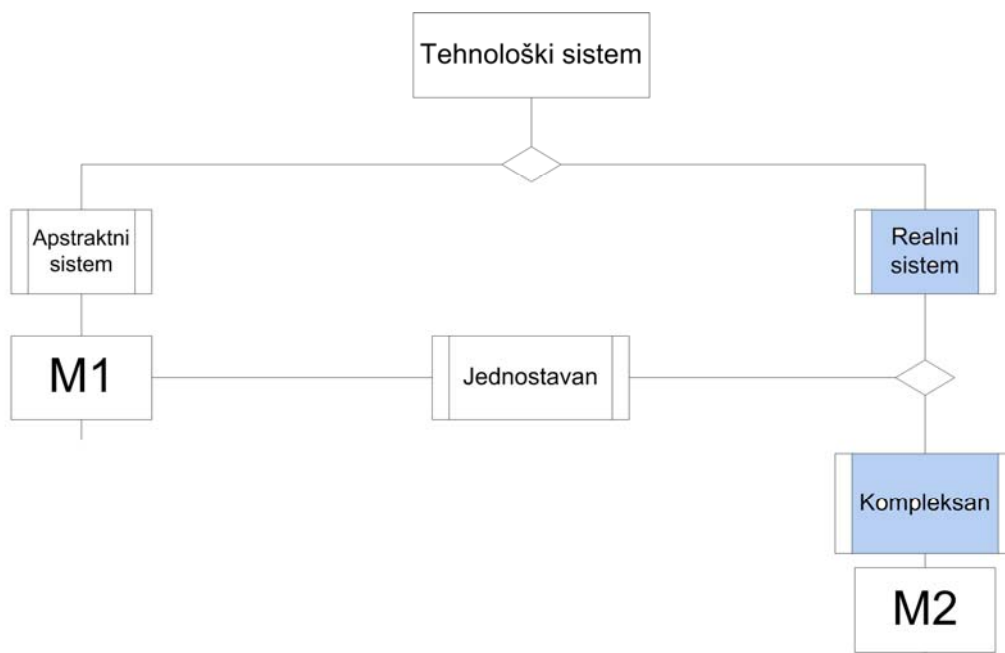 Tehnološki sistem
Apstraktni
sistem
Realni
sistem
M1
Jednostavan
Kompleksan
M2